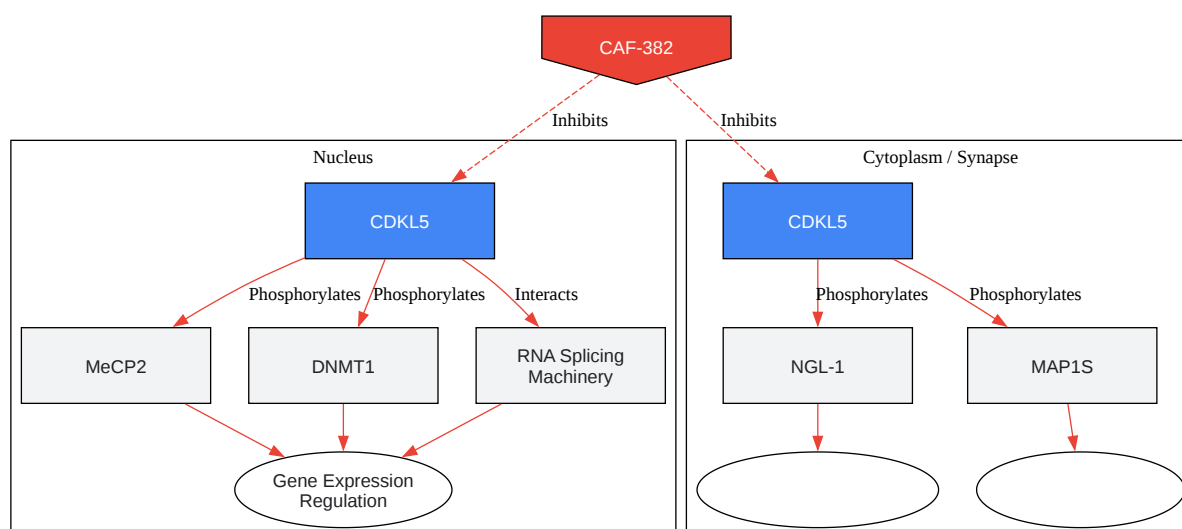 CAF-382
Inhibits
Inhibits
Nucleus
Cytoplasm / Synapse
CDKL5
CDKL5
Phosphorylates
Phosphorylates
Interacts
Phosphorylates
Phosphorylates
MeCP2
DNMT1
RNA Splicing
Machinery
NGL-1
MAP1S
Gene Expression
Regulation